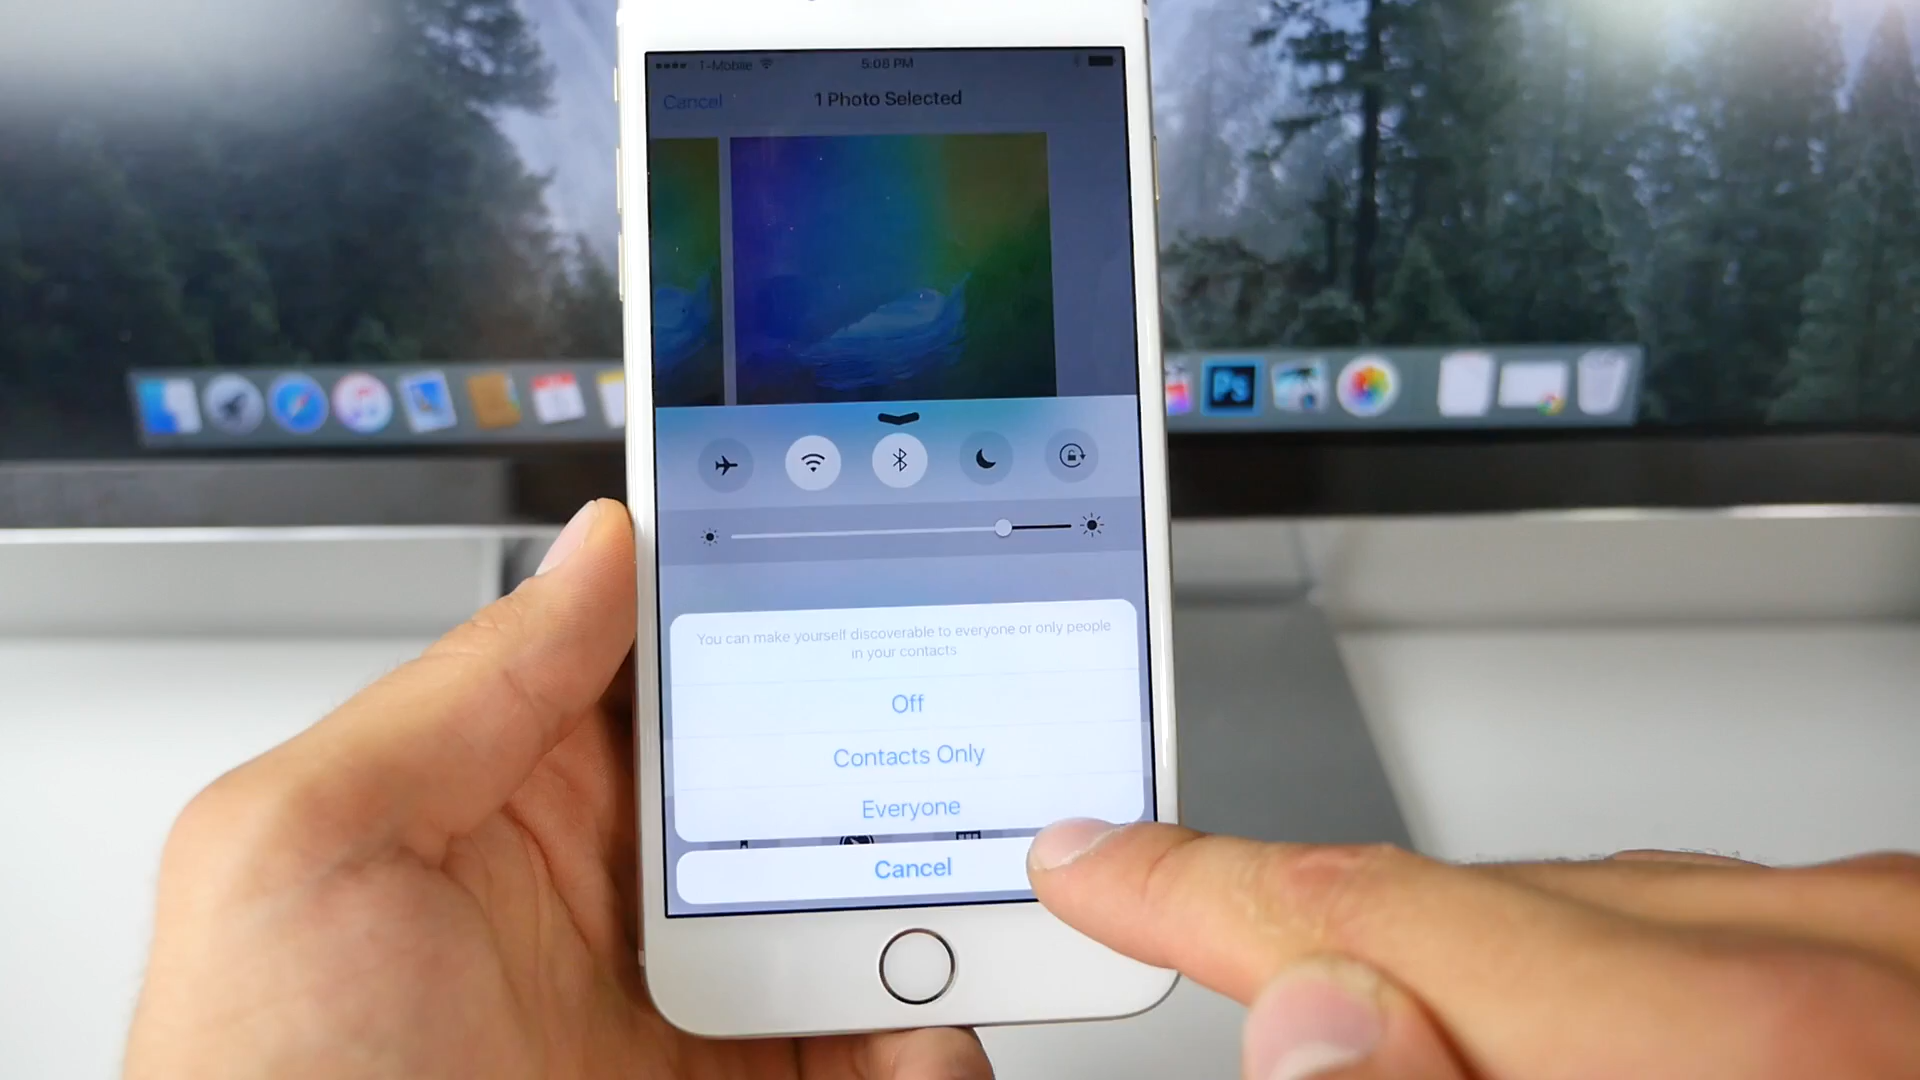 T-Mobile
5:08 PM
Cancel
1 Photo Selected
You can make yourself discoverable to everyone or only people
in your contacts
Off
Contacts Only
Everyone
Cancel
Ps